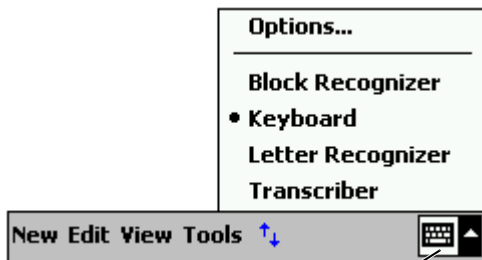 Options...
Block Recognizer
Keyboard
Letter Recognizer
Transcriber
New Edit View Tools